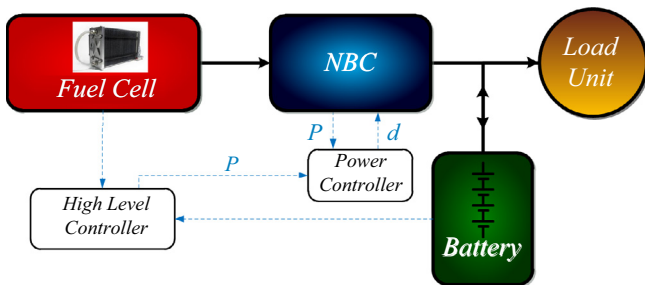 Fuel Cell
NBC
Load
Unit
P
d
P
Power
Controller
High Level
Controller
Battery